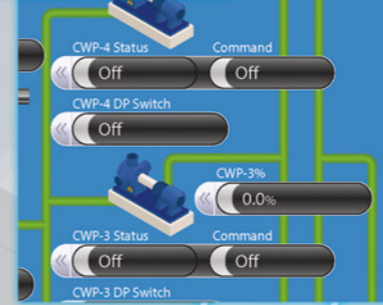 CWP-4 Status Command
Off Off
CWP-4 DP Switch
Off
CWP-3%
0.0%
CWP-3 Status Command
Off Off
CWP-3 DP Switch